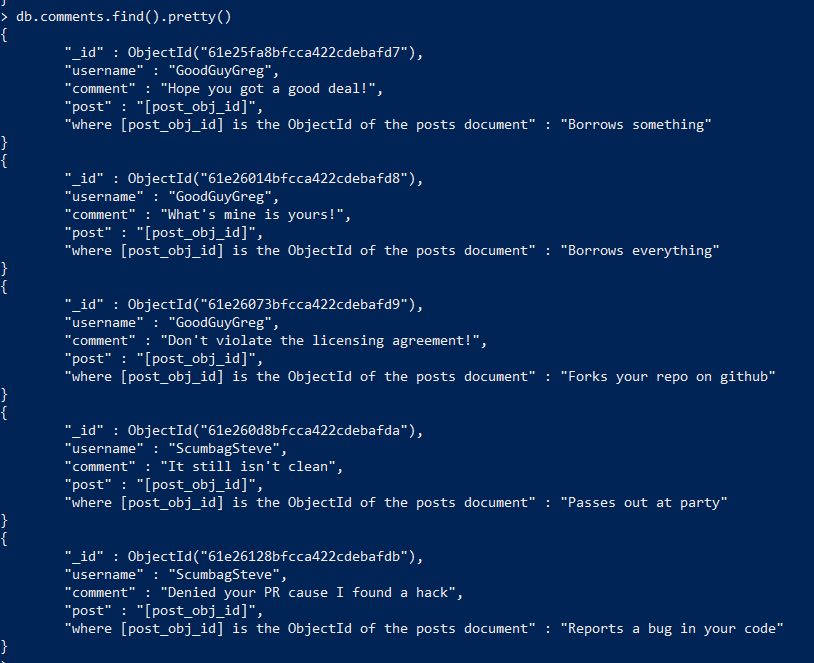 }
> db.comments.find().pretty()
{
        "_id" : ObjectId("61e25fa8bfcca422cdebafd7"),
        "username" : "GoodGuyGreg",
        "comment" : "Hope you got a good deal!",
        "post" : "[post_obj_id]",
        "where [post_obj_id] is the ObjectId of the posts document" : "Borrows something"
}
{
        "_id" : ObjectId("61e26014bfcca422cdebafd8"),
        "username" : "GoodGuyGreg",
        "comment" : "What's mine is yours!",
        "post" : "[post_obj_id]",
        "where [post_obj_id] is the ObjectId of the posts document" : "Borrows everything"
}
{
        "_id" : ObjectId("61e26073bfcca422cdebafd9"),
        "username" : "GoodGuyGreg",
        "comment" : "Don't violate the licensing agreement!",
        "post" : "[post_obj_id]",
        "where [post_obj_id] is the ObjectId of the posts document" : "Forks your repo on github"
}
{
        "_id" : ObjectId("61e260d8bfcca422cdebafda"),
        "username" : "ScumbagSteve",
        "comment" : "It still isn't clean",
        "post" : "[post_obj_id]",
        "where [post_obj_id] is the ObjectId of the posts document" : "Passes out at party"
}
{
        "_id" : ObjectId("61e26128bfcca422cdebafdb"),
        "username" : "ScumbagSteve",
        "comment" : "Denied your PR cause I found a hack",
        "post" : "[post_obj_id]",
        "where [post_obj_id] is the ObjectId of the posts document" : "Reports a bug in your code"
}